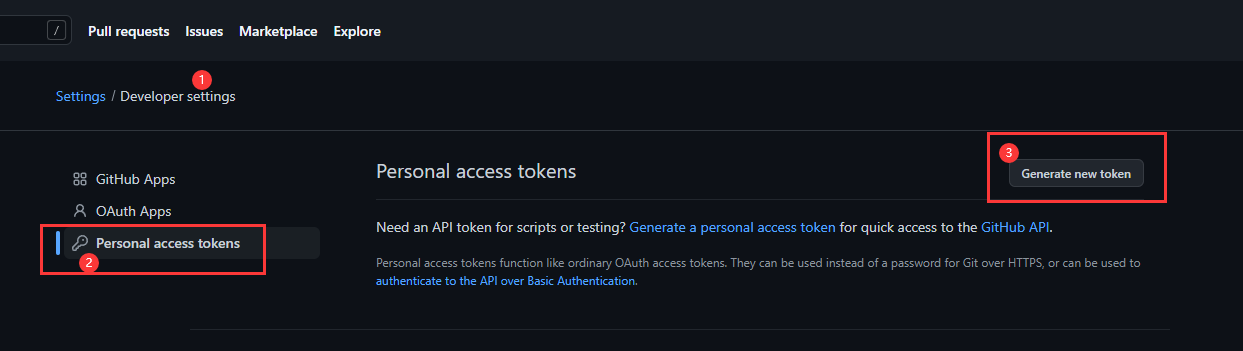 / Pull requests Issues Marketplace Explore
1
Settings / Developer settings
GitHub Apps
OAuth Apps
Personal access tokens
2
Personal access tokens
3
Generate new token
Need an API token for scripts or testing? Generate a personal access token for quick access to the GitHub API.
Personal access tokens function like ordinary OAuth access tokens. They can be used instead of a password for Git over HTTPS, or can be used to
authenticate to the API over Basic Authentication.